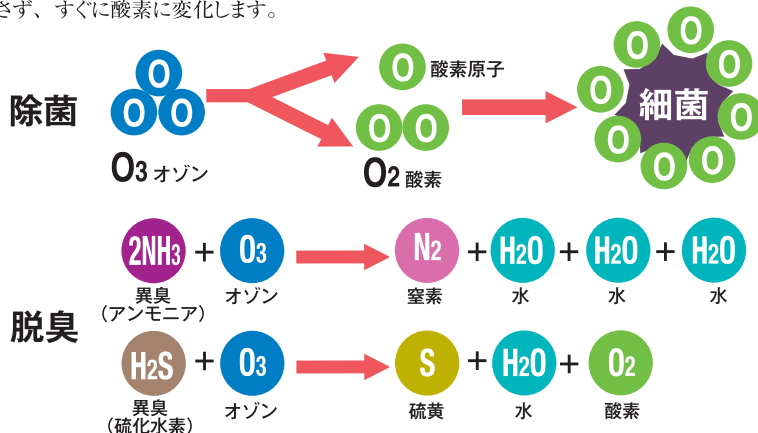 さず、すぐに酸素に変化します。
除菌
O
O O
O3 オゾン
O 酸素原子
O O
O2 酸素
細菌
O
O
O
O
O
O
O
O
脱臭
2NH3 + O3 N2 + H2O + H2O + H2O
異臭
(アンモニア)
オゾン
窒素
水
水
水
H2S + O3 S + H2O + O2
異臭
(硫化水素)
オゾン
硫黄
水
酸素